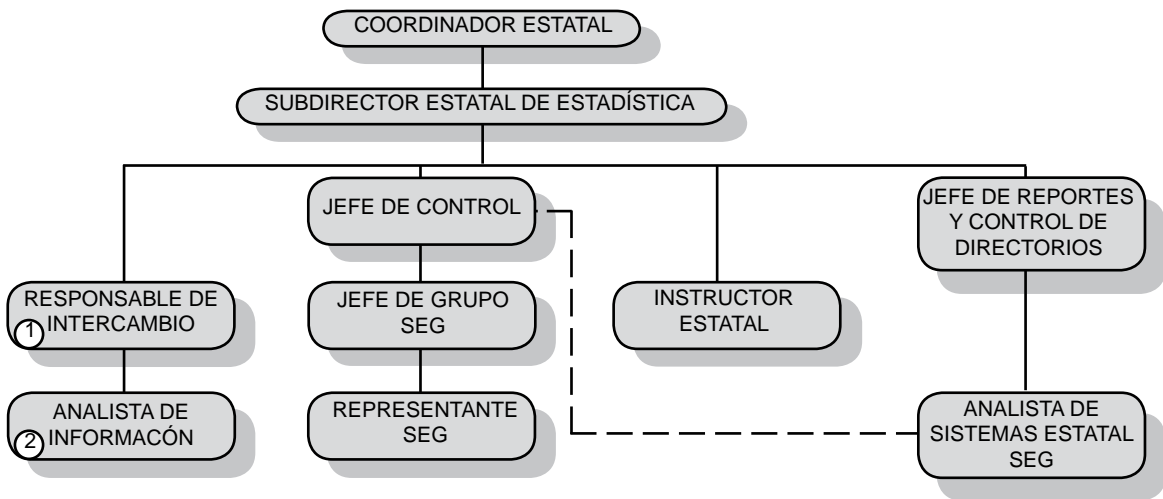 COORDINADOR ESTATAL
SUBDIRECTOR ESTATAL DE ESTADÍSTICA
JEFE DE CONTROL
JEFE DE REPORTES
Y CONTROL DE
DIRECTORIOS
RESPONSABLE DE
INTERCAMBIO
1
JEFE DE GRUPO
SEG
INSTRUCTOR
ESTATAL
ANALISTA DE
INFORMACÓN
2
REPRESENTANTE
SEG
ANALISTA DE
SISTEMAS ESTATAL
SEG